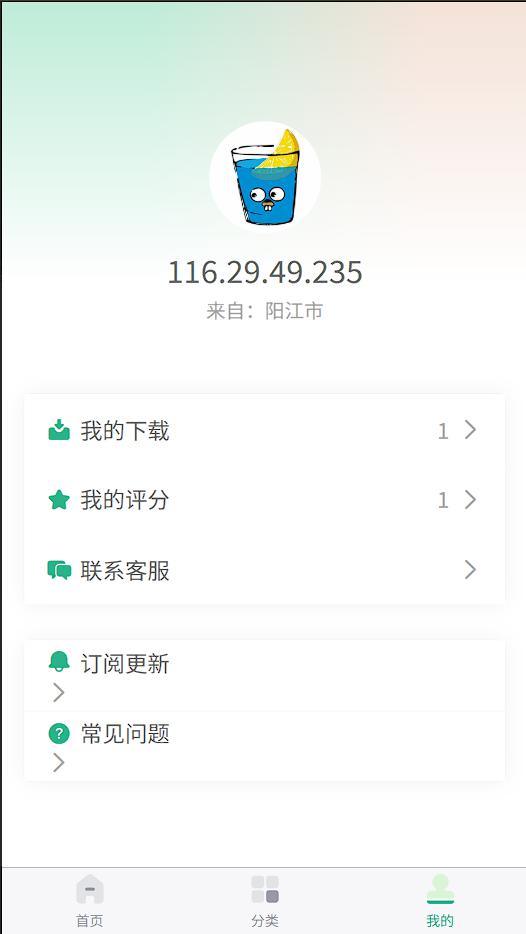 116.29.49.235
来自：阳江市
我的下载 1
我的评分 1
联系客服
订阅更新
常见问题
首页 分类 我的